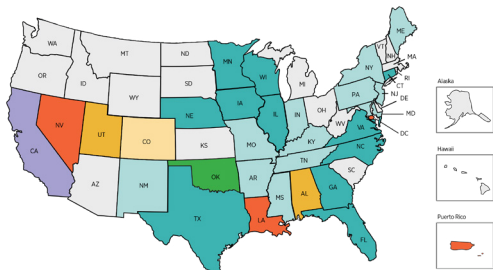 WA
MT
ND
MN
VT
NH
ME
OR
ID
SD
WI
MI
NY
MA
WY
IA
PA
RI
CT
NJ
NE
IL
IN
OH
DE
NV
UT
CO
KS
MO
WV
VA
MD
KY
DC
CA
NC
TN
AZ
NM
OK
AR
SC
MS
AL
GA
TX
LA
FL
Alaska
Hawaii
Puerto Rico